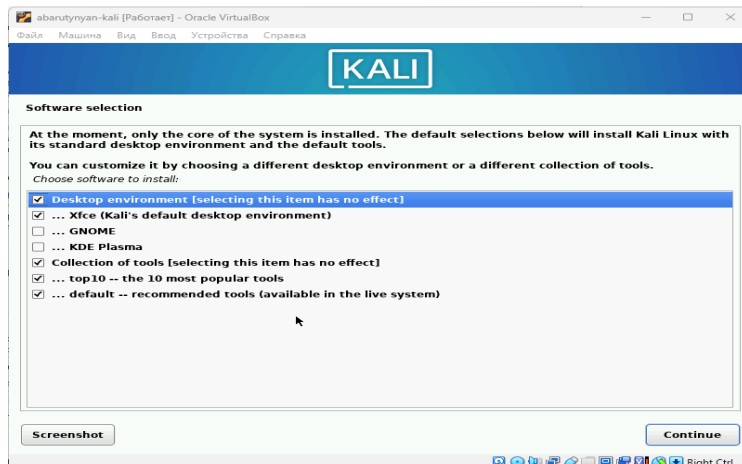 abarutynyan-kali [Работает] - Oracle VirtualBox
Файл Машина Вид Ввод Устройства Справка
KALI
Software selection
At the moment, only the core of the system is installed. The default selections below will install Kali Linux with
its standard desktop environment and the default tools.
You can customize it by choosing a different desktop environment or a different collection of tools.
Choose software to install:
Desktop environment [selecting this item has no effect]
... Xfce (Kali's default desktop environment)
... GNOME
... KDE Plasma
Collection of tools [selecting this item has no effect]
... top10 -- the 10 most popular tools
... default -- recommended tools (available in the live system)
Screenshot
Continue
Right Ctrl